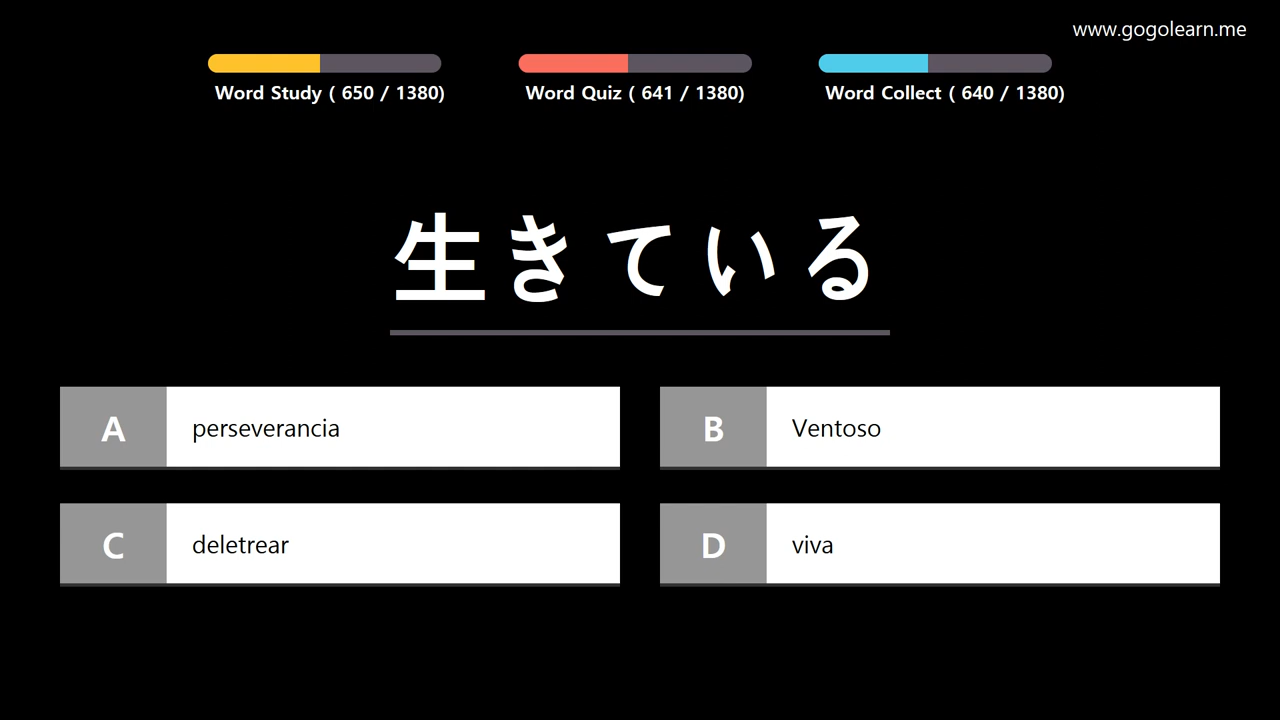 www.gogolearn.me
Word Study ( 650 / 1380)
Word Quiz ( 641 / 1380)
Word Collect ( 640 / 1380)
生きている
A perseverancia
B Ventoso
C deletrear
D viva